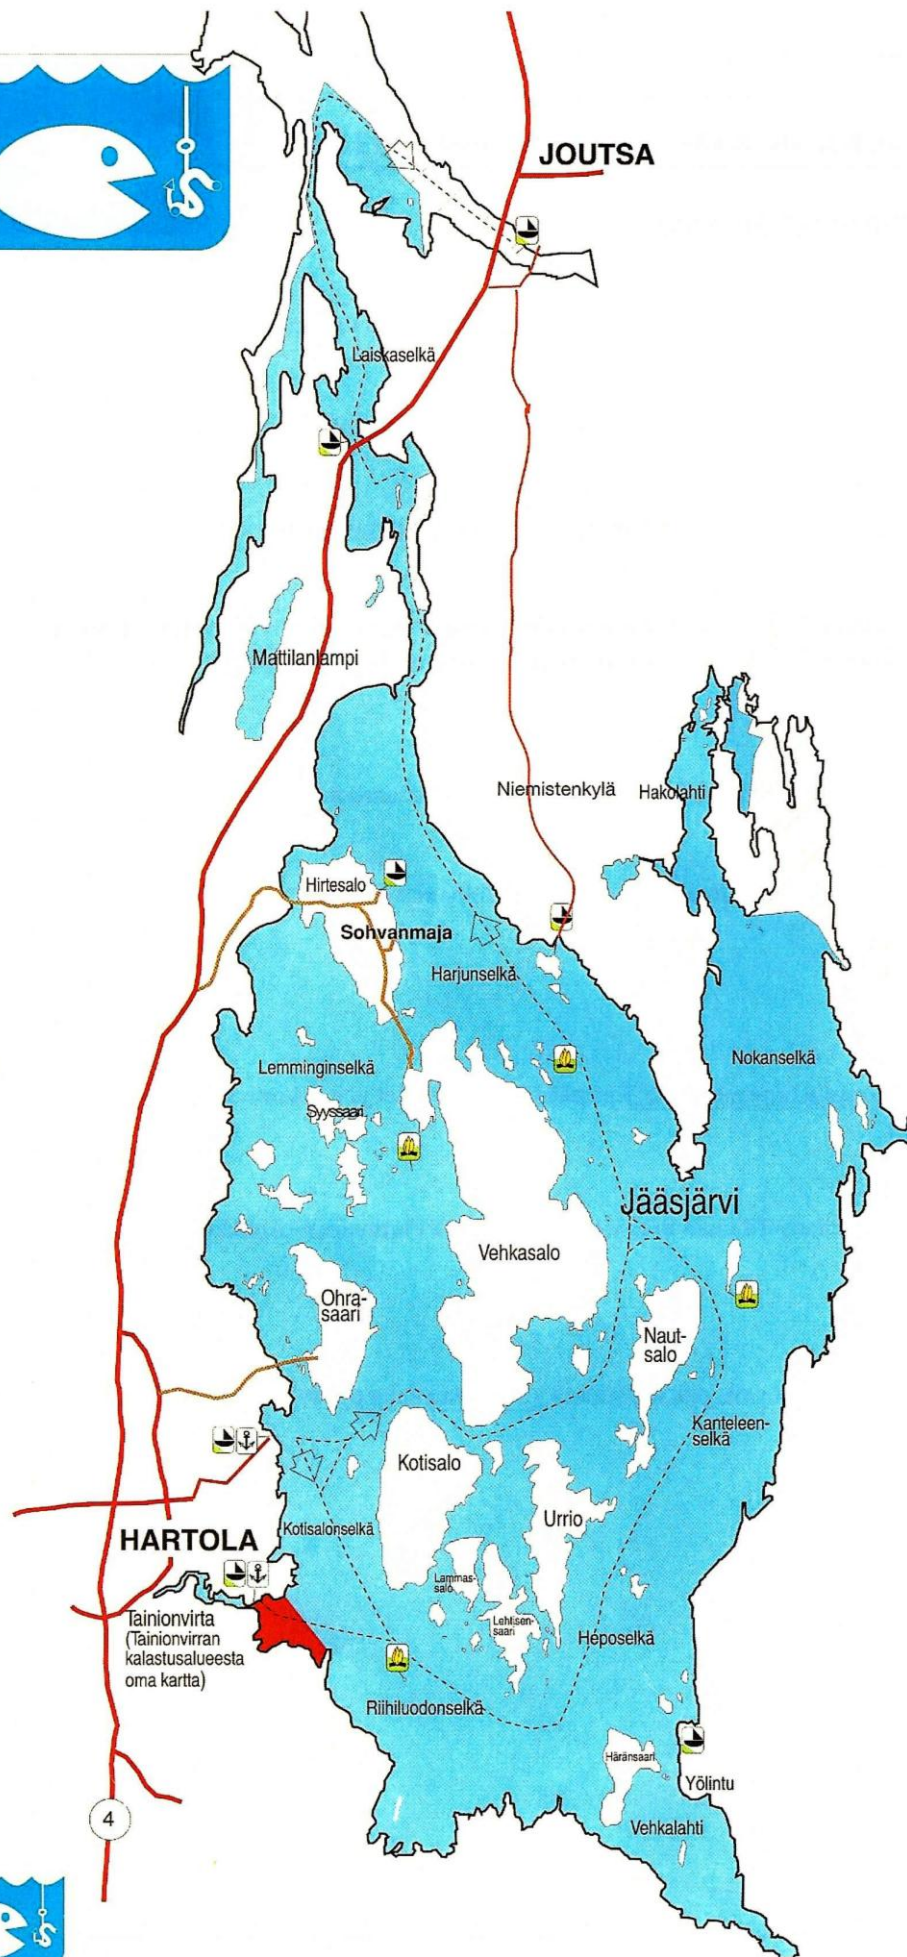 JOUTSA
Laiskaselkä
Mattilanlampi
Niemistenkylä
Hakolahti
Hirtesalo
Sohvanmaja
Harjunselkä
Nokanselkä
Lemminginselkä
Syyssaari
Jääsjärvi
Vehkasalo
Ohra-
saari
Naut-
salo
Kanteleen-
selkä
Kotisalo
Urrio
HARTOLA
Kotisalonselkä
Lammas-
salo
Lehtisen-
saari
Tainionvirta
(Tainionvirran
kalastusalueesta
oma kartta)
Heposelkä
Riihiluodonselkä
Häränsaari
Yölintu
Vehkalahti
4